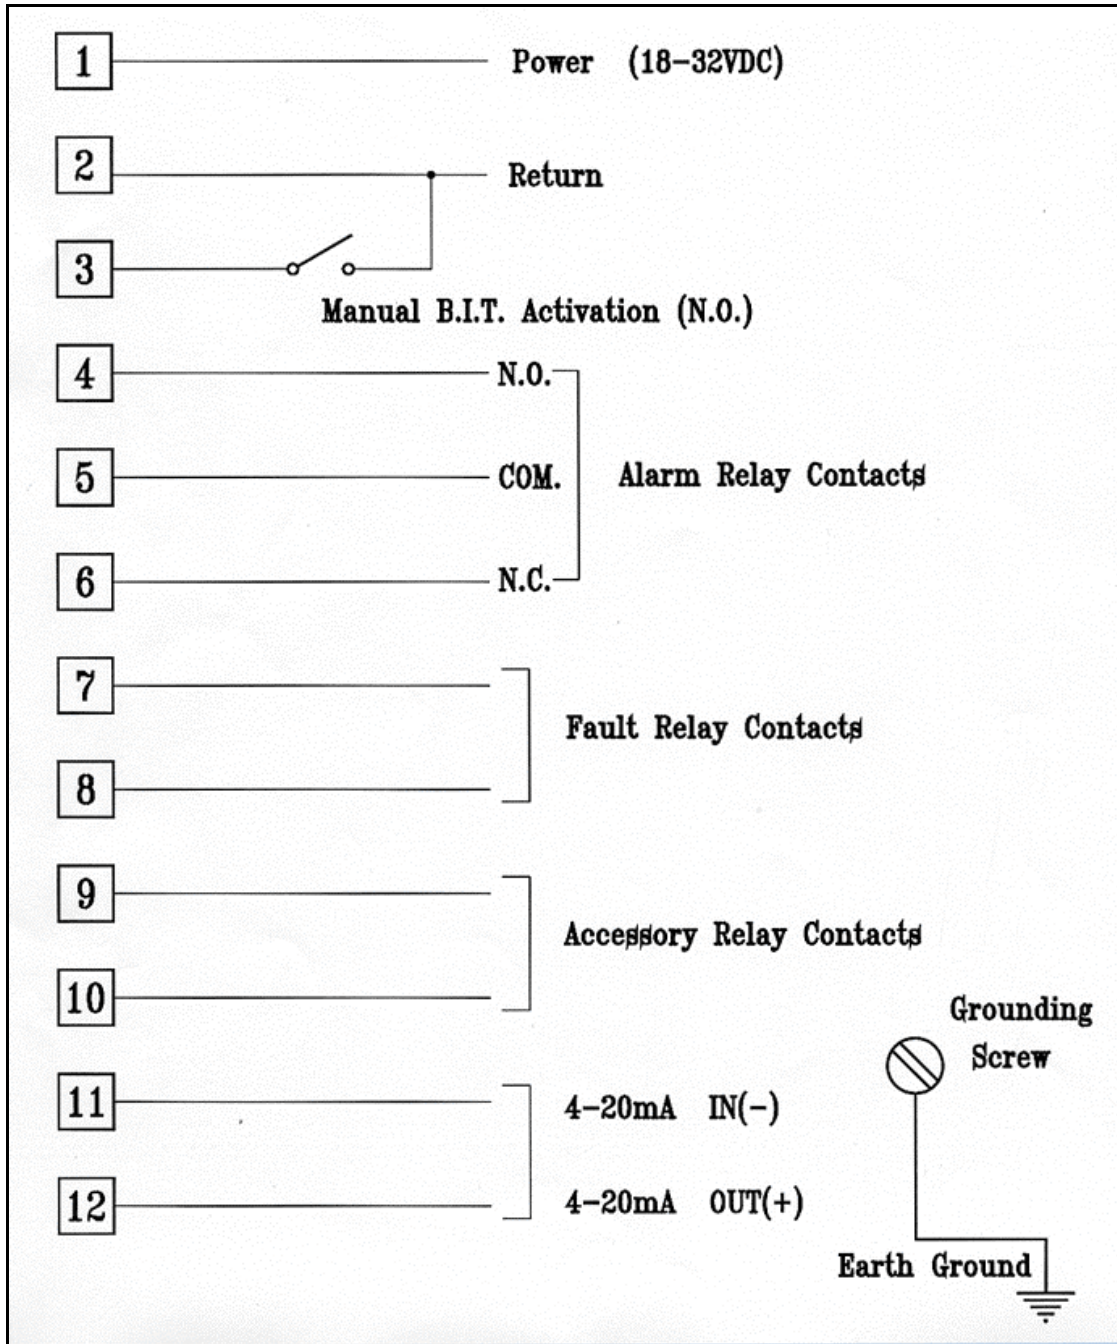 1 Power (18-32VDC)
2 Return
3
Manual B.I.T. Activation (N.O.)
4 N.O.
5 COM. Alarm Relay Contacts
6 N.C.
7
Fault Relay Contacts
8
9
Accessory Relay Contacts
10
Grounding
Screw
11 4-20mA IN(-)
12 4-20mA OUT(+)
Earth Ground